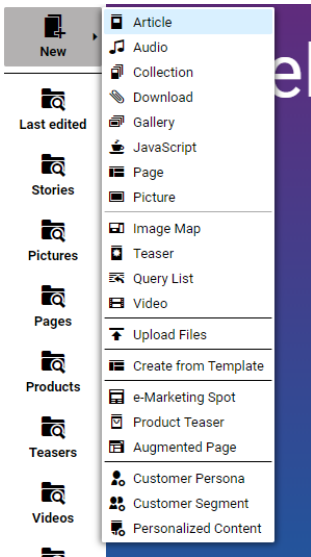 New
Last edited
Stories
Pictures
Pages
Products
Teasers
Videos
Article
Audio
Collection
Download
Gallery
JavaScript
Page
Picture
Image Map
Teaser
Query List
Video
Upload Files
Create from Template
e-Marketing Spot
Product Teaser
Augmented Page
Customer Persona
Customer Segment
Personalized Content